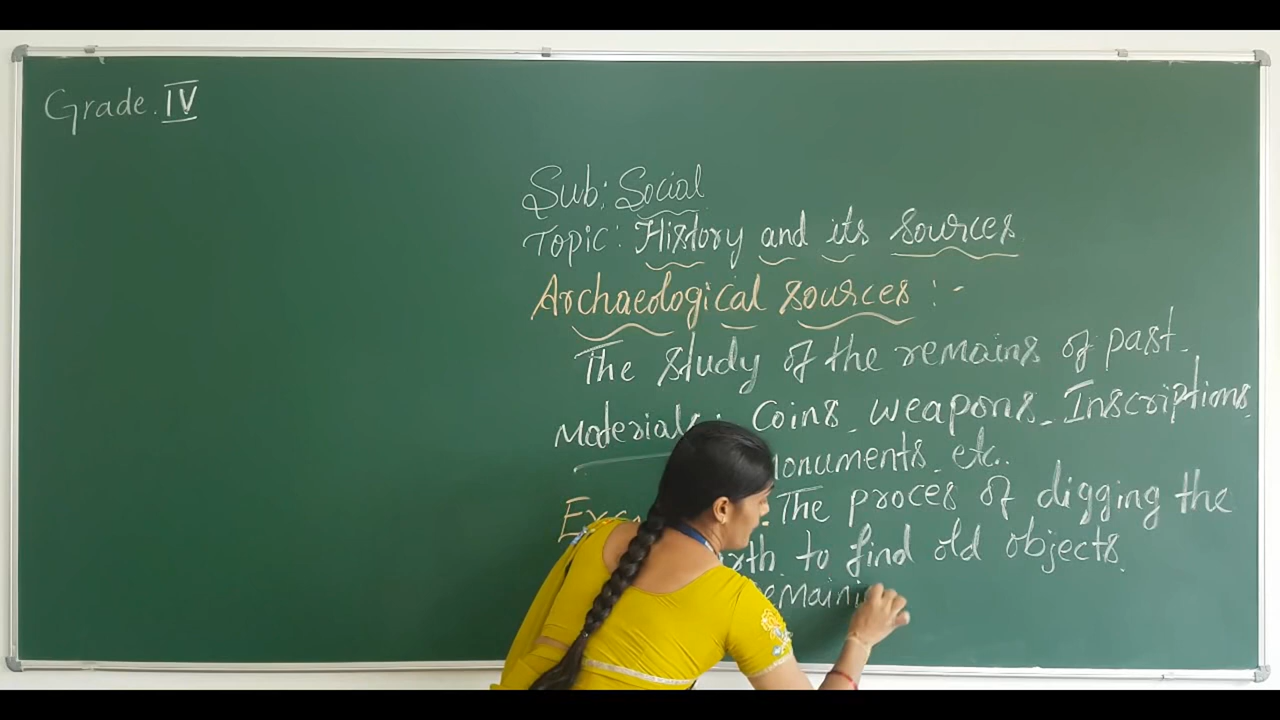 Grade. IV
Sub: Social
Topic: History and its sources
Archaeological sources :-
The study of the remains of past.
Materials: Coins, weapons, Inscriptions,
monuments, etc..
The proces of digging the
to find old objects.